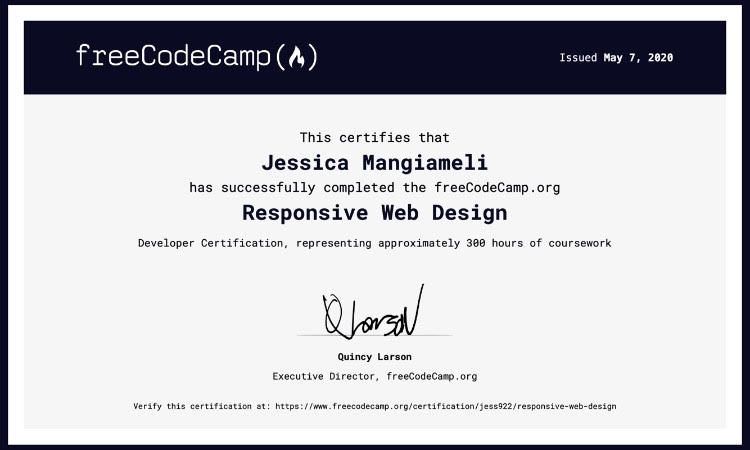 freeCodeCamp(🔥)
Issued May 7, 2020
This certifies that
Jessica Mangiameli
has successfully completed the freeCodeCamp.org
Responsive Web Design
Developer Certification, representing approximately 300 hours of coursework
QLarson
Quincy Larson
Executive Director, freeCodeCamp.org
Verify this certification at: https://www.freecodecamp.org/certification/jess922/responsive-web-design